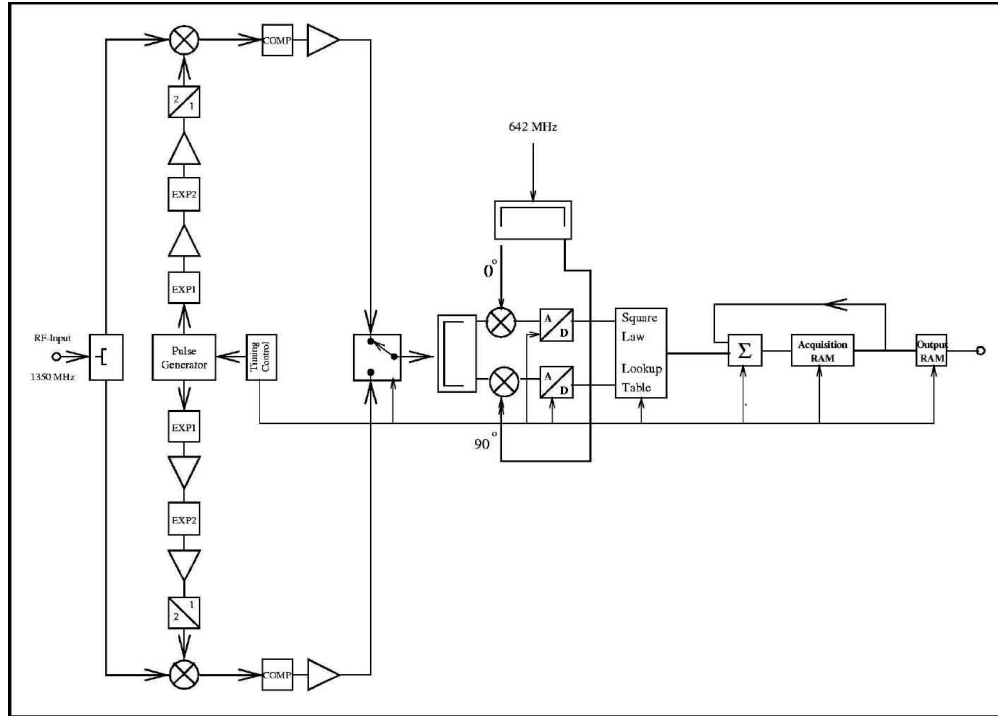 COMP
2
1
642 MHz
EXP2
EXP1
0°
RF-Input
1350 MHz
Pulse
Generator
Timing
Control
A
D
Square
Law
Lookup
Table
A
D
Σ
Acquisition
RAM
Output
RAM
90°
EXP1
EXP2
1
2
COMP